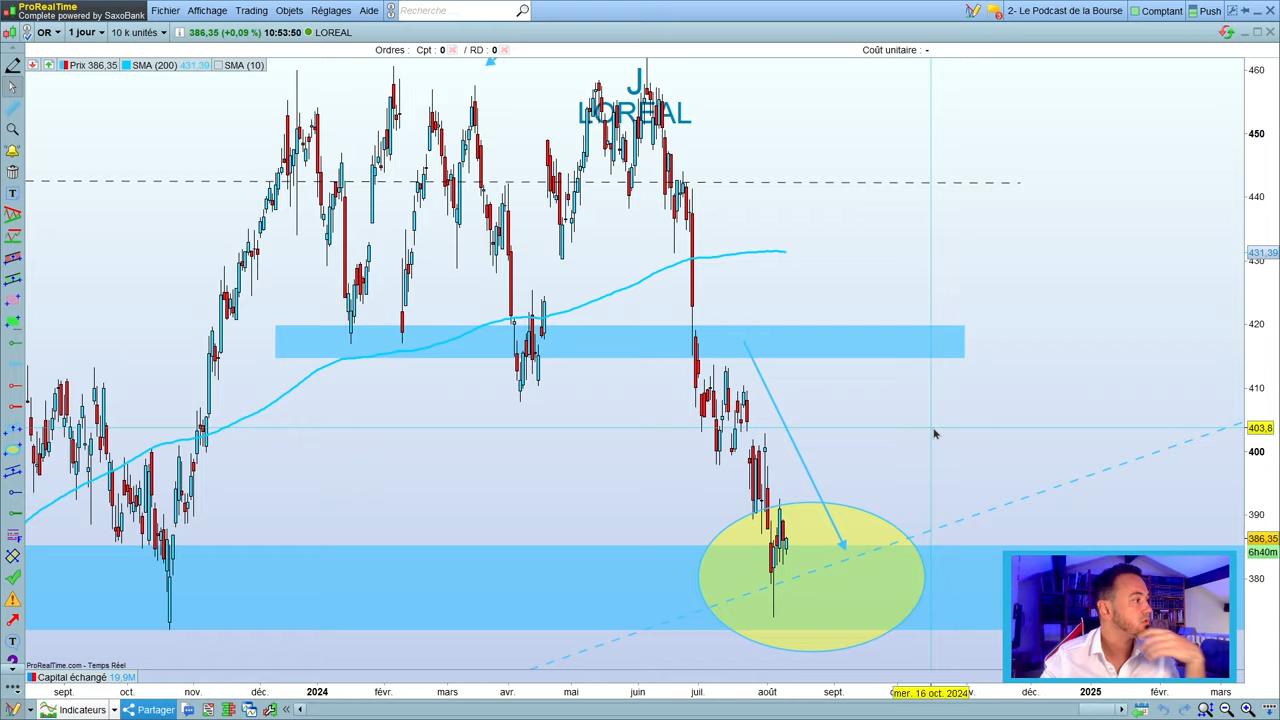 ProRealTime
Complete powered by SaxoBank
Fichier Affichage Trading Objets Réglages Aide
Recherche
2- Le Podcast de la Bourse Comptant Push
OR 1 jour 10 k unités 386,35 (+0,09 %) 10:53:50 LOREAL
Ordres : Cpt : 0 / RD : 0 Coût unitaire : -
Prix 386,35 SMA (200) 431,39 SMA (10)
J
LOREAL
460
450
440
431,39
430
420
410
403,8
400
390
386,35
6h40m
380
ProRealTime.com - Temps Réel
Capital échangé 19,9M
sept. oct. nov. déc. 2024 févr. mars avr. mai juin juil. août sept. mer. 16 oct. 2024 v. déc. 2025 févr. mars
Indicateurs Partager